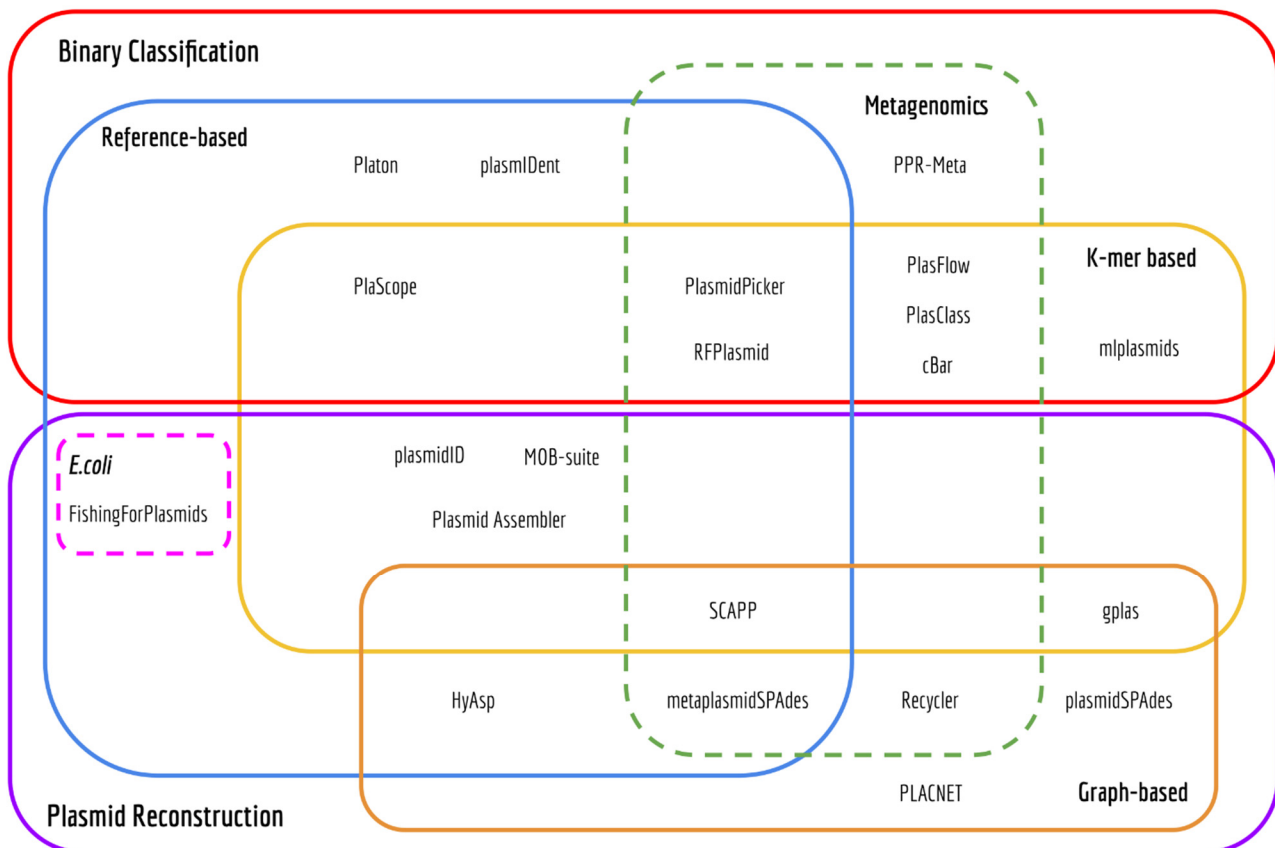 Binary Classification
Metagenomics
Reference-based
Platon
plasmIDent
PPR-Meta
K-mer based
PlasFlow
PlaScope
PlasmidPicker
PlasClass
RFPlasmid
cBar
mlplasmids
E.coli
FishingForPlasmids
plasmidID
MOB-suite
Plasmid Assembler
SCAPP
gplas
HyAsp
metaplasmidSPAdes
Recycler
plasmidSPAdes
PLACNET
Graph-based
Plasmid Reconstruction